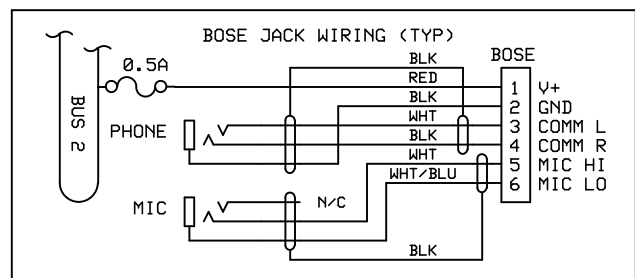 BOSE JACK WIRING (TYP)
BOSE
0.5A
BUS 2
BLK
RED
BLK
WHT
BLK
WHT
WHT/BLU
BLK
PHONE
MIC
N/C
1 V+
2 GND
3 COMM L
4 COMM R
5 MIC HI
6 MIC LO